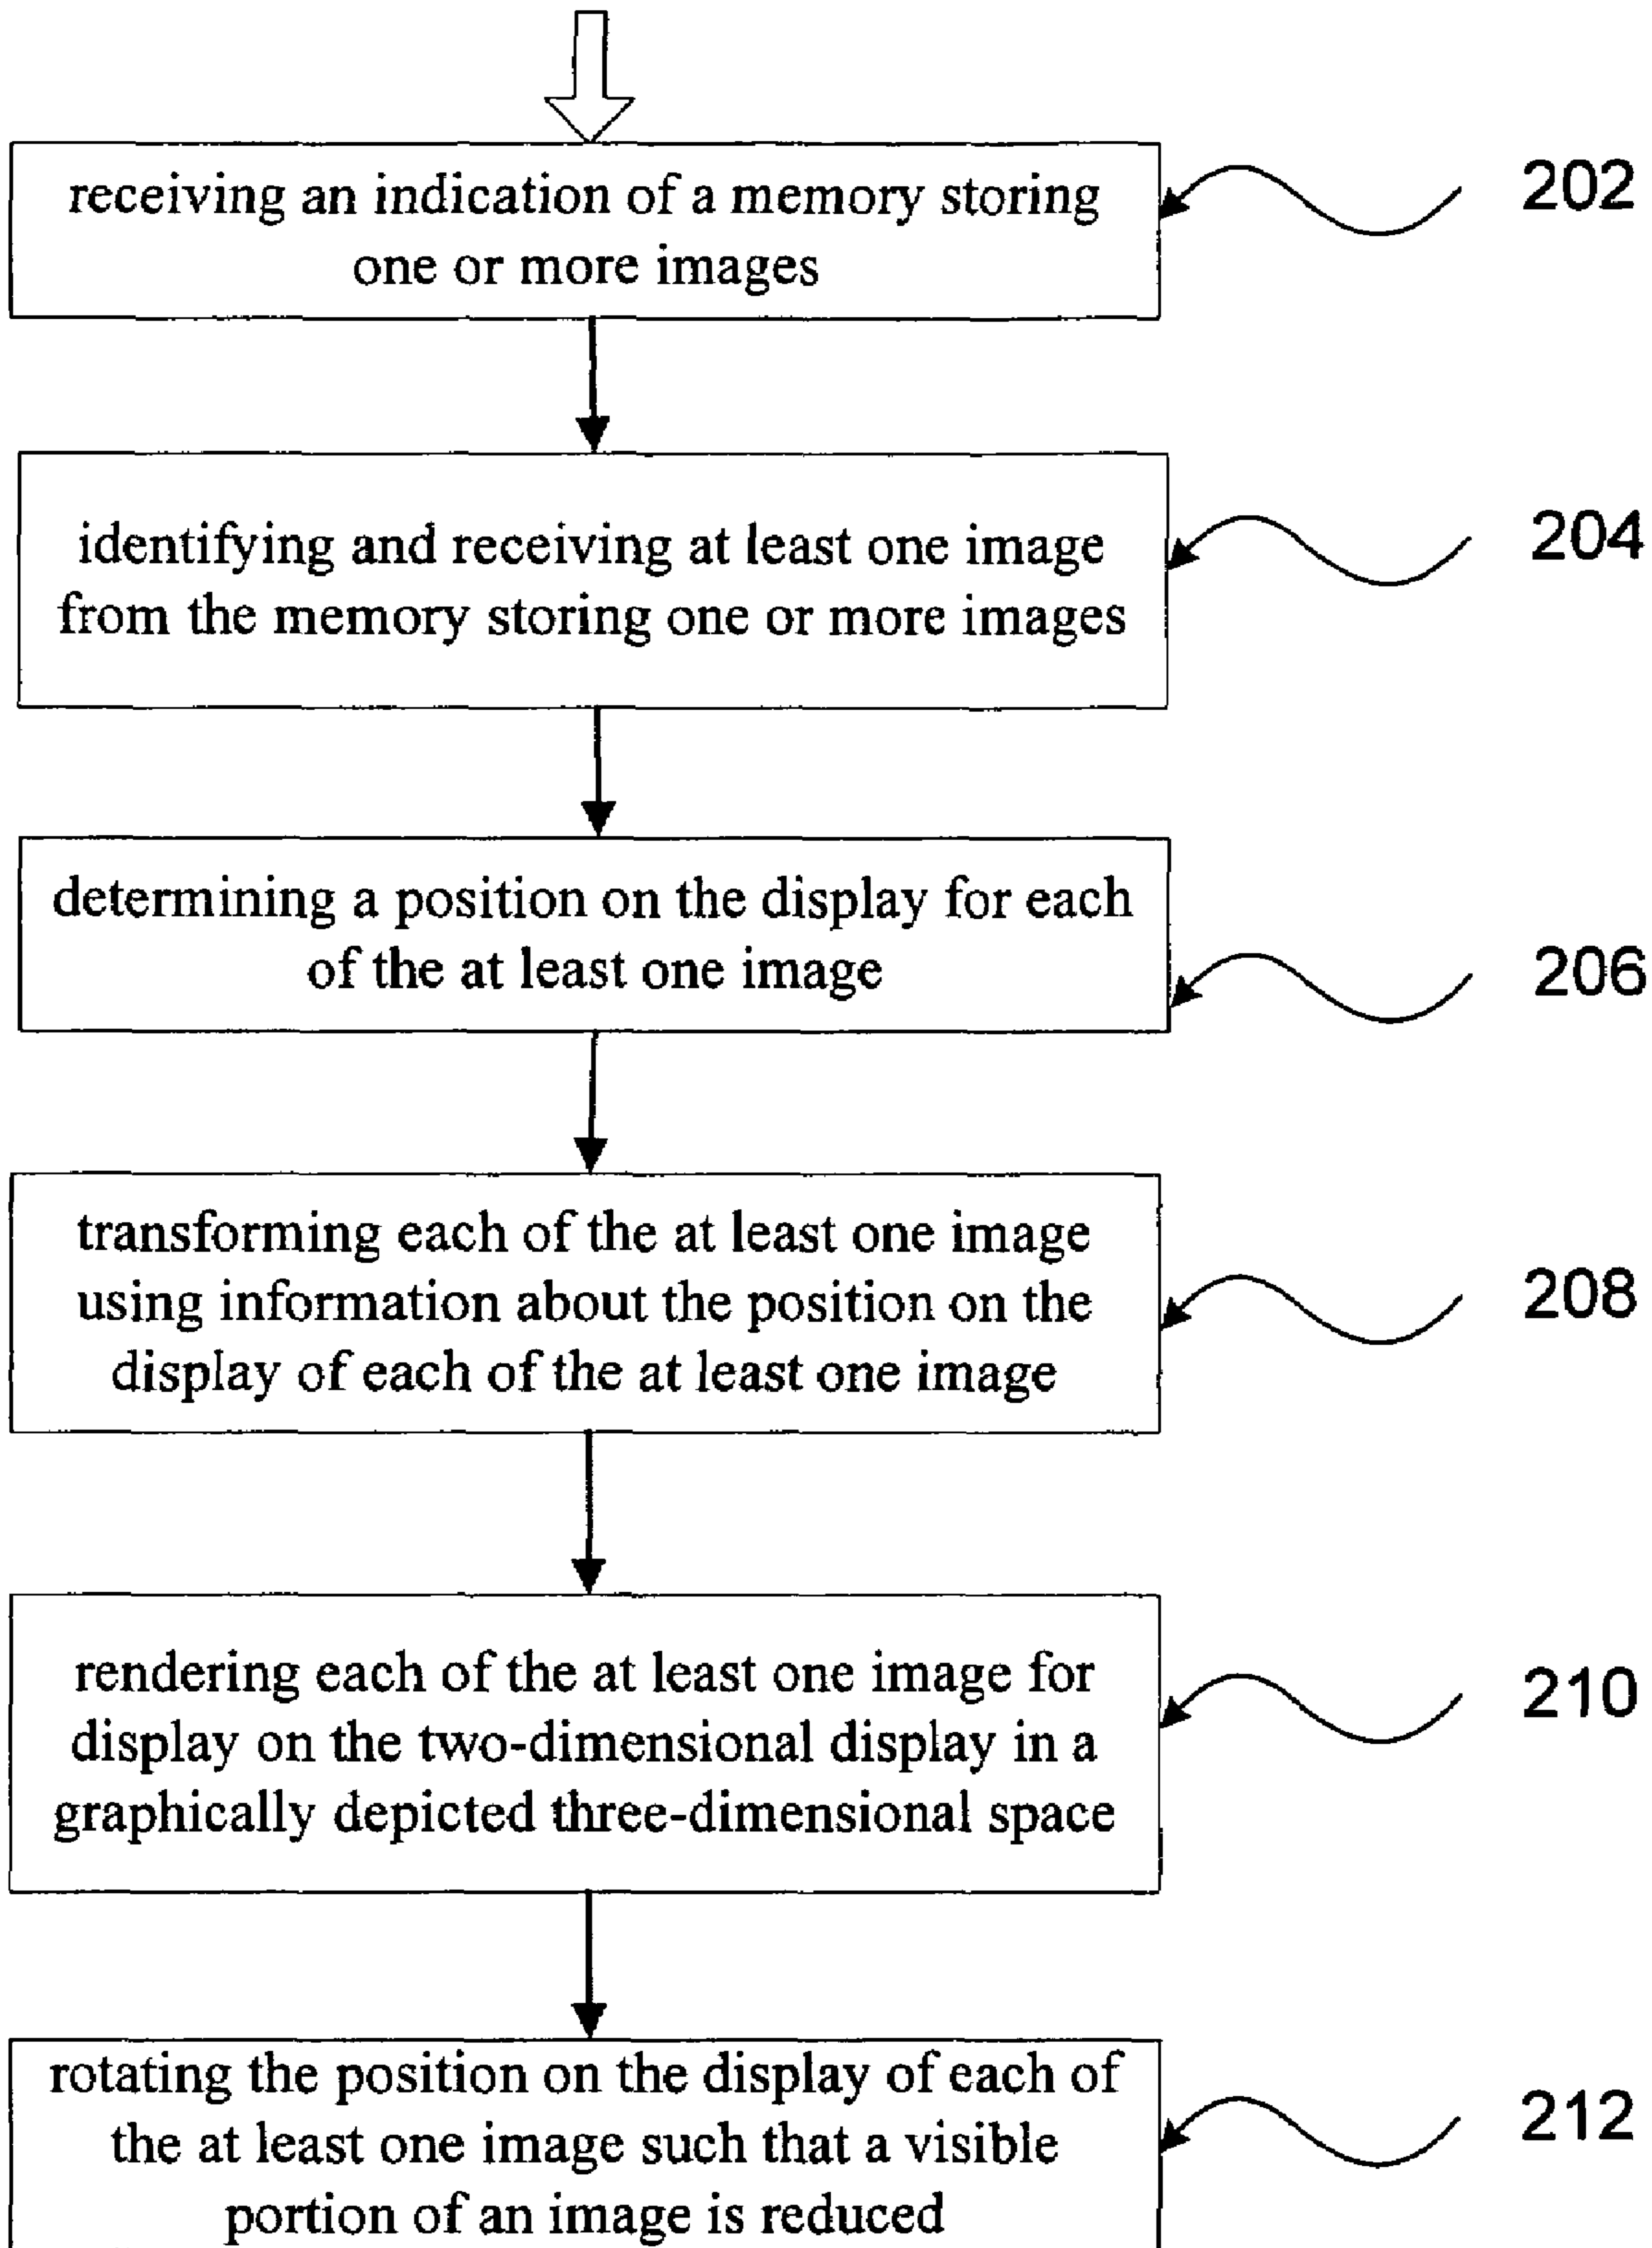 receiving an indication of a memory storing
one or more images
202
identifying and receiving at least one image
from the memory storing one or more images
204
determining a position on the display for each
of the at least one image
206
transforming each of the at least one image
using information about the position on the
display of each of the at least one image
208
rendering each of the at least one image for
display on the two-dimensional display in a
graphically depicted three-dimensional space
210
rotating the position on the display of each of
the at least one image such that a visible
portion of an image is reduced
212